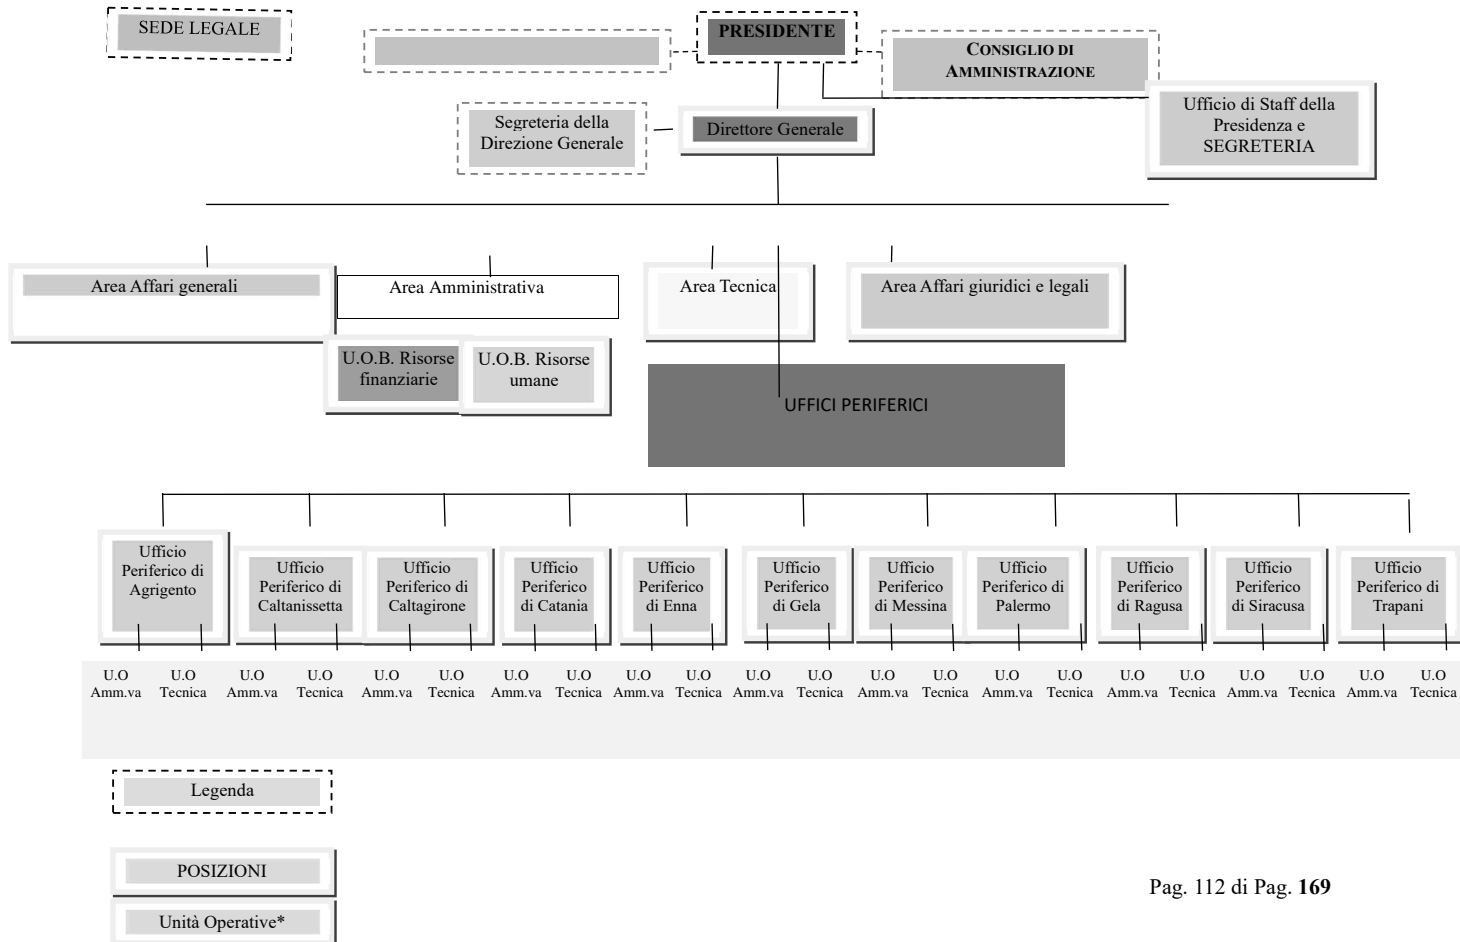 SEDE LEGALE
PRESIDENTE
CONSIGLIO DI
AMMINISTRAZIONE
Segreteria della
Direzione Generale
Direttore Generale
Ufficio di Staff della
Presidenza e
SEGRETERIA
Area Affari generali
Area Amministrativa
Area Tecnica
Area Affari giuridici e legali
U.O.B. Risorse
finanziarie
U.O.B. Risorse
umane
UFFICI PERIFERICI
Ufficio
Periferico di
Agrigento
Ufficio
Periferico di
Caltanissetta
Ufficio
Periferico di
Caltagirone
Ufficio
Periferico
di Catania
Ufficio
Periferico
di Enna
Ufficio
Periferico
di Gela
Ufficio
Periferico
di Messina
Ufficio
Periferico di
Palermo
Ufficio
Periferico
di Ragusa
Ufficio
Periferico
di Siracusa
Ufficio
Periferico di
Trapani
U.O
Amm.va
U.O
Tecnica
U.O
Amm.va
U.O
Tecnica
U.O
Amm.va
U.O
Tecnica
U.O
Amm.va
U.O
Tecnica
U.O
Amm.va
U.O
Tecnica
U.O
Amm.va
U.O
Tecnica
U.O
Amm.va
U.O
Tecnica
U.O
Amm.va
U.O
Tecnica
U.O
Amm.va
U.O
Tecnica
U.O
Amm.va
U.O
Tecnica
U.O
Amm.va
U.O
Tecnica
Legenda
POSIZIONI
Unità Operative*
Pag. 112 di Pag. 169